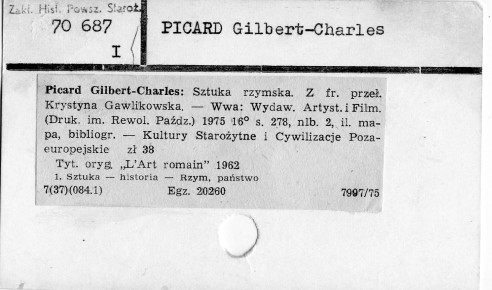 Zakł. Hist. Powsz. Staroż.
70 687
I
PICARD Gilbert-Charles
Picard Gilbert-Charles: Sztuka rzymska. Z fr. przeł.
Krystyna Gawlikowska. — Wwa: Wydaw. Artyst. i Film.
(Druk. im. Rewol. Paźdz.) 1975 16° s. 278, nlb. 2, il. ma-
pa, bibliogr. — Kultury Starożytne i Cywilizacje Poza-
europejskie zł 38
Tyt. oryg. „L'Art romain" 1962
I. Sztuka — historia — Rzym, państwo
7(37)(084.1) Egz. 20260 7997/75